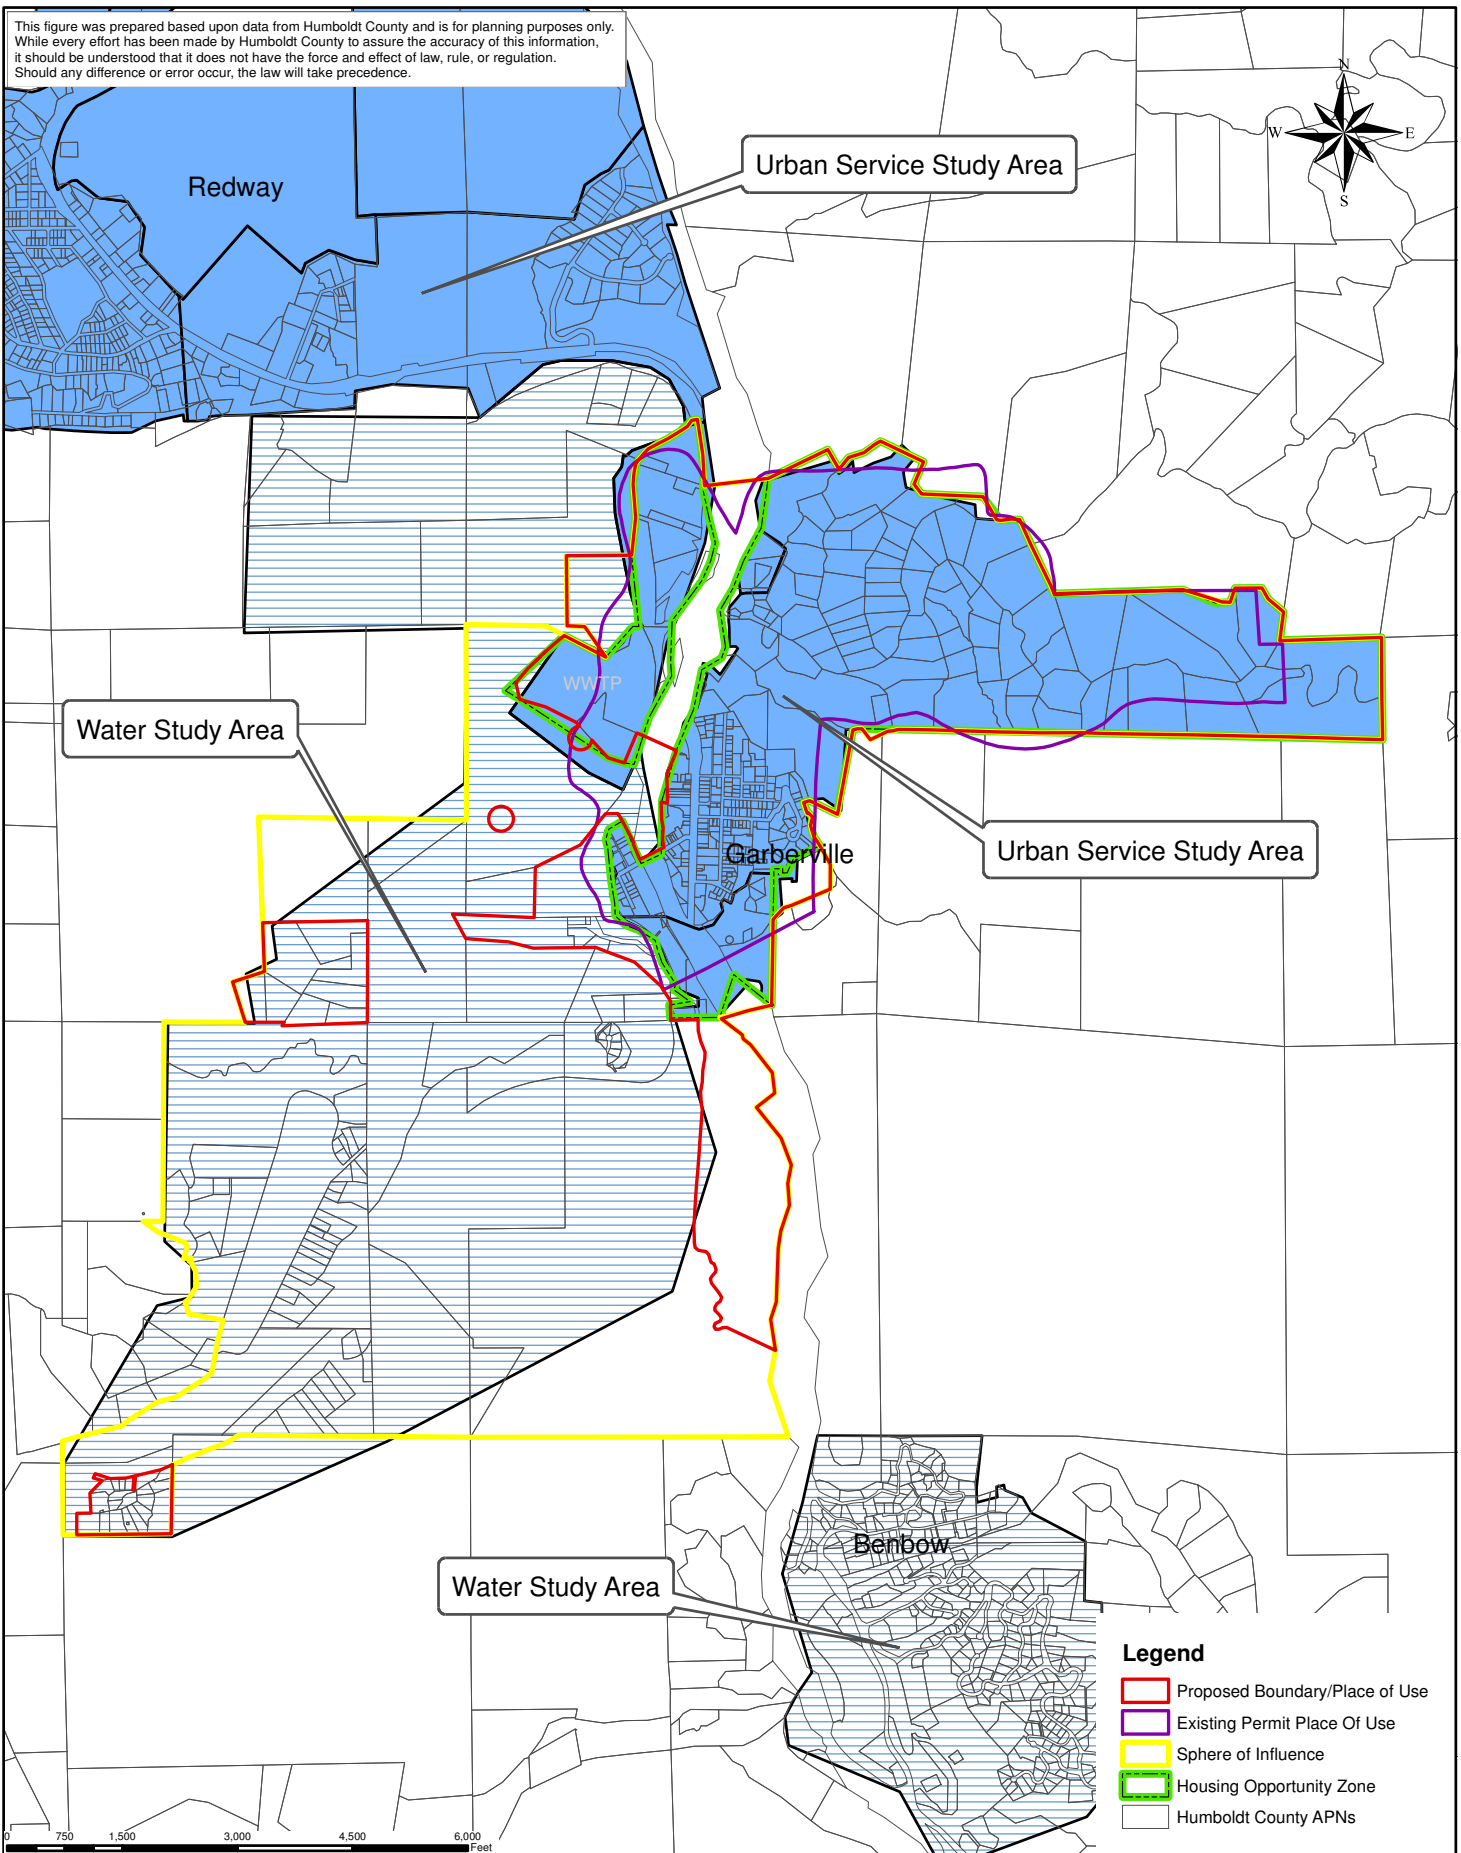 This figure was prepared based upon data from Humboldt County and is for planning purposes only.
While every effort has been made by Humboldt County to assure the accuracy of this information,
it should be understood that it does not have the force and effect of law, rule, or regulation.
Should any difference or error occur, the law will take precedence.
N
W E
S
Urban Service Study Area
Redway
WWTP
Water Study Area
Urban Service Study Area
Garberville
Benbow
Water Study Area
Legend
Proposed Boundary/Place of Use
Existing Permit Place Of Use
Sphere of Influence
Housing Opportunity Zone
Humboldt County APNs
0 750 1,500 3,000 4,500 6,000
Feet